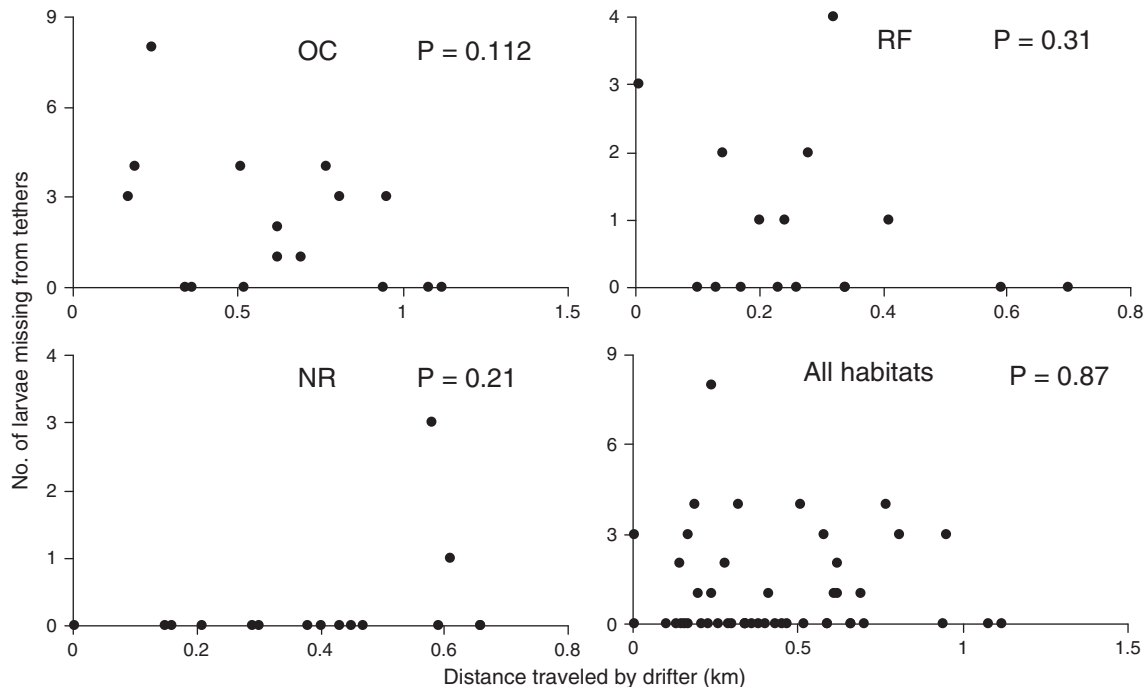 No. of larvae missing from tethers
OC P = 0.112
9
6
3
0
0 0.5 1 1.5
RF P = 0.31
4
3
2
1
0
0 0.2 0.4 0.6 0.8
NR P = 0.21
4
3
2
1
0
0 0.2 0.4 0.6 0.8
All habitats P = 0.87
9
6
3
0
0 0.5 1 1.5
Distance traveled by drifter (km)